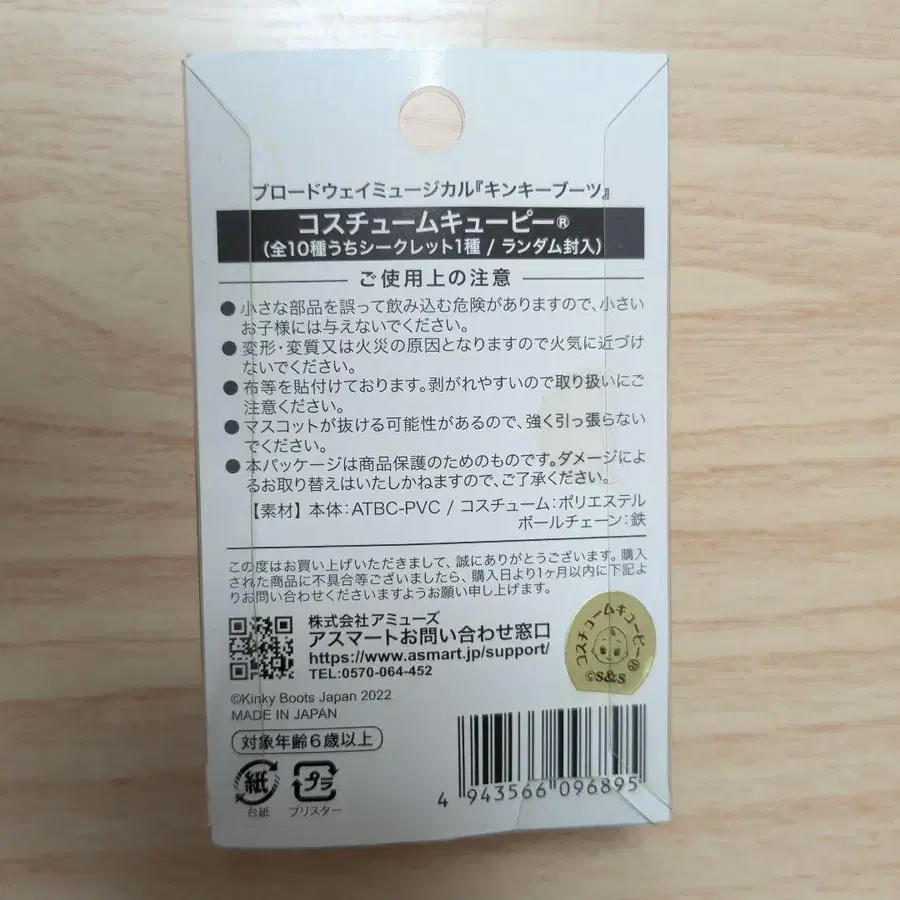 ブロードウェイミュージカル『キンキーブーツ』
コスチュームキューピー®
(全10種うちシークレット1種 / ランダム封入)
ご使用上の注意
● 小さな部品を誤って飲み込む危険がありますので、小さい
お子様には与えないでください。
● 変形・変質又は火災の原因となりますので火気に近づけ
ないでください。
● 布等を貼付けております。剥がれやすいので取り扱いにご
注意ください。
● マスコットが抜ける可能性があるので、強く引っ張らない
でください。
● 本パッケージは商品保護のためのものです。ダメージによ
るお取り替えはいたしかねますので、ご了承ください。
【素材】本体：ATBC-PVC / コスチューム：ポリエステル
ボールチェーン：鉄
この度はお買い上げいただきまして、誠にありがとうございます。購入
された商品に不具合等ございましたら、購入日より1ヶ月以内に下記よ
りお問い合わせくださいますようお願い申し上げます。
株式会社アミューズ
アスマートお問い合わせ窓口
https://www.asmart.jp/support/
TEL:0570-064-452
コスチュームキューピー®
©s&s
©Kinky Boots Japan 2022
MADE IN JAPAN
対象年齢6歳以上
紙
台紙
プラ
ブリスター
4 943566 096895